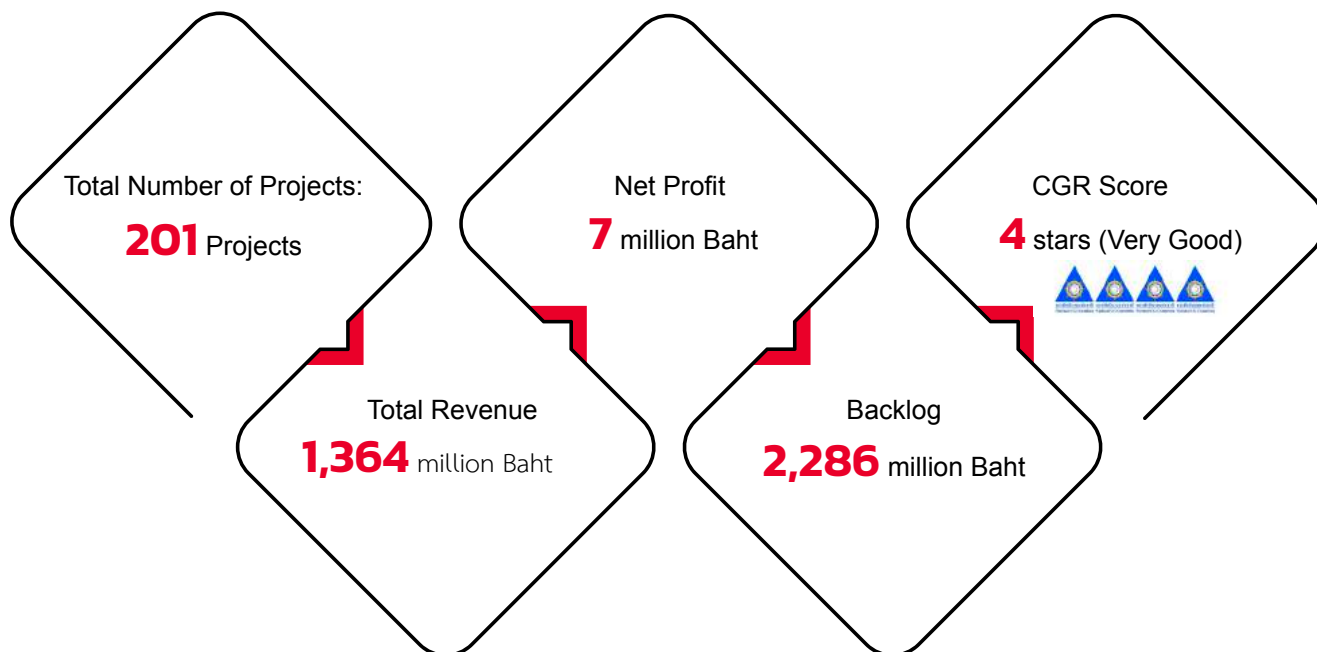 Total Number of Projects:
201 Projects
Total Revenue
1,364 million Baht
Net Profit
7 million Baht
Backlog
2,286 million Baht
CGR Score
4 stars (Very Good)